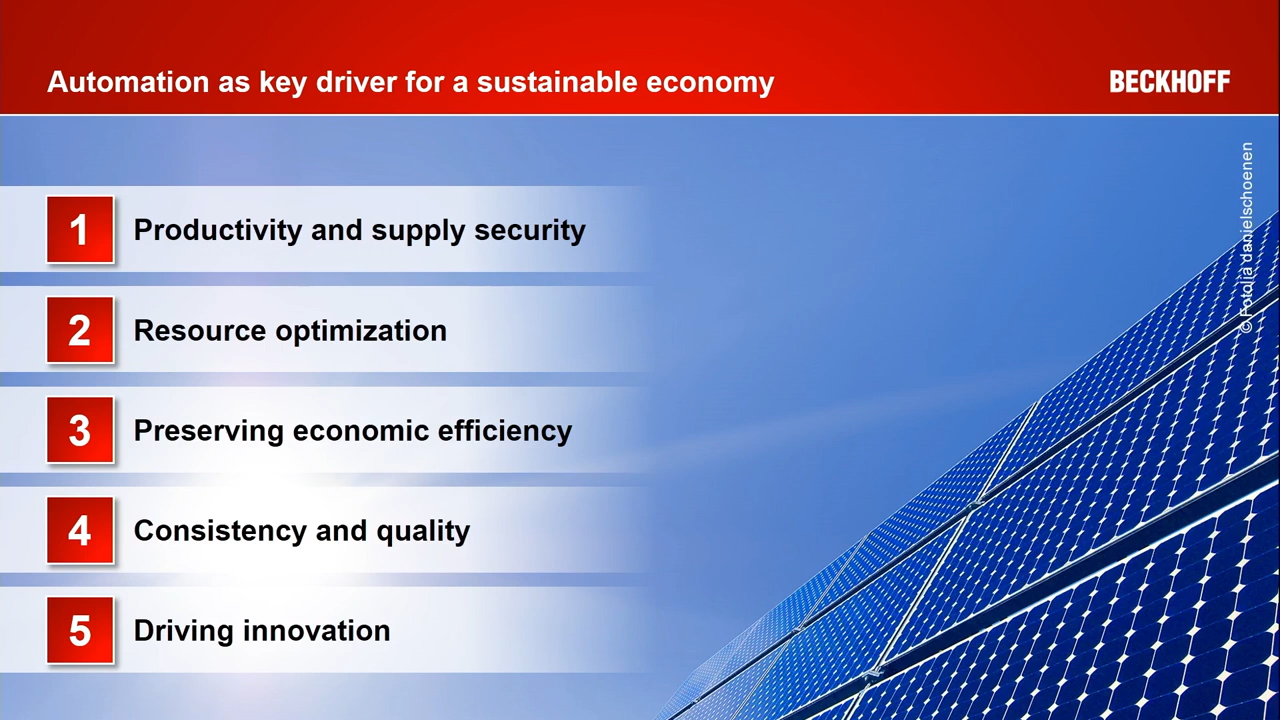 Automation as key driver for a sustainable economy
BECKHOFF
1 Productivity and supply security
2 Resource optimization
3 Preserving economic efficiency
4 Consistency and quality
5 Driving innovation
© Fotolia danielschoenen